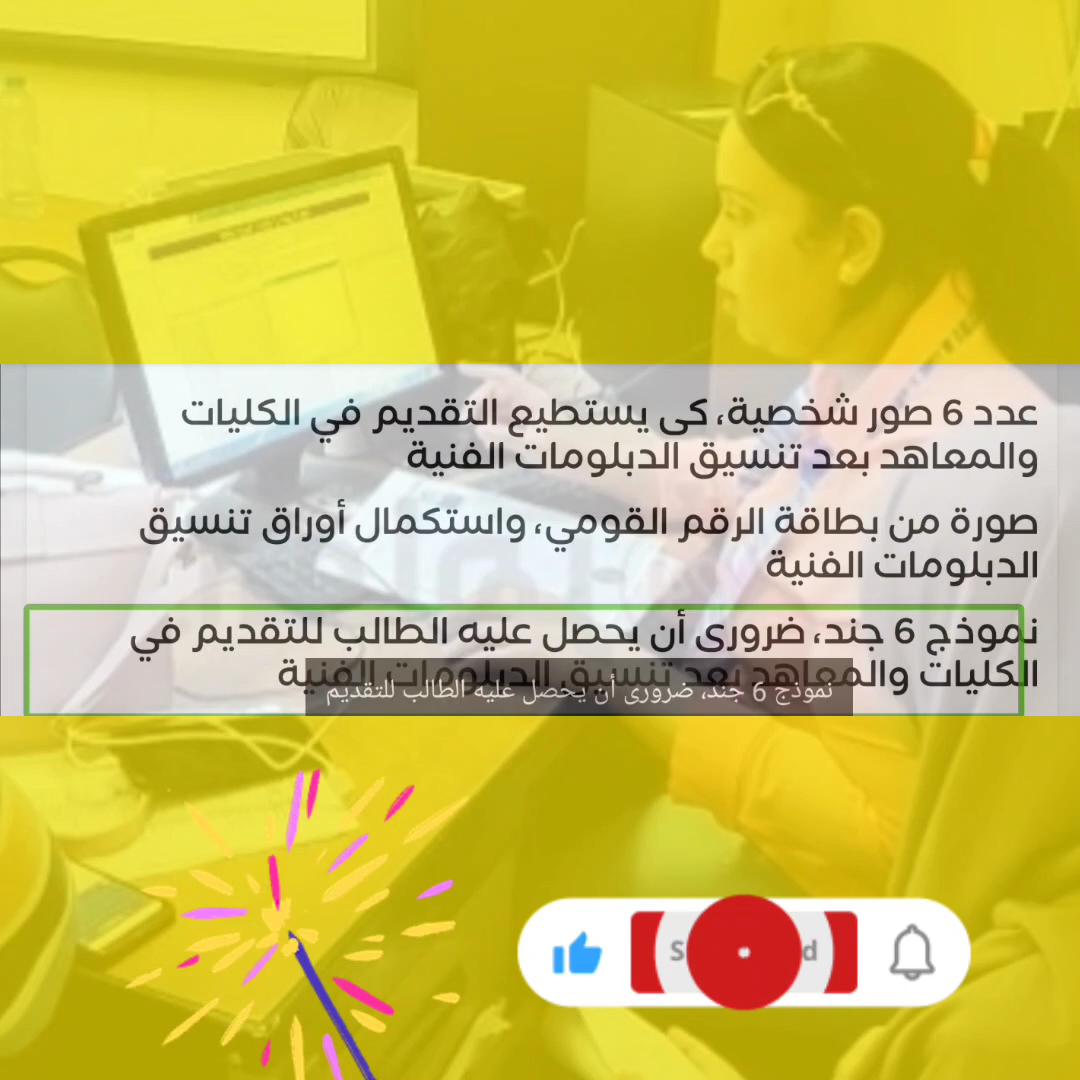 عدد 6 صور شخصية، كى يستطيع التقديم في الكليات
والمعاهد بعد تنسيق الدبلومات الفنية
صورة من بطاقة الرقم القومي، واستكمال أوراق تنسيق
الدبلومات الفنية
نموذج 6 جند، ضرورى أن يحصل عليه الطالب للتقديم في
الكليات والمعاهد بعد تنسيق الدبلومات الفنية
نموذج 6 جند، ضرورى أن يحصل عليه الطالب للتقديم